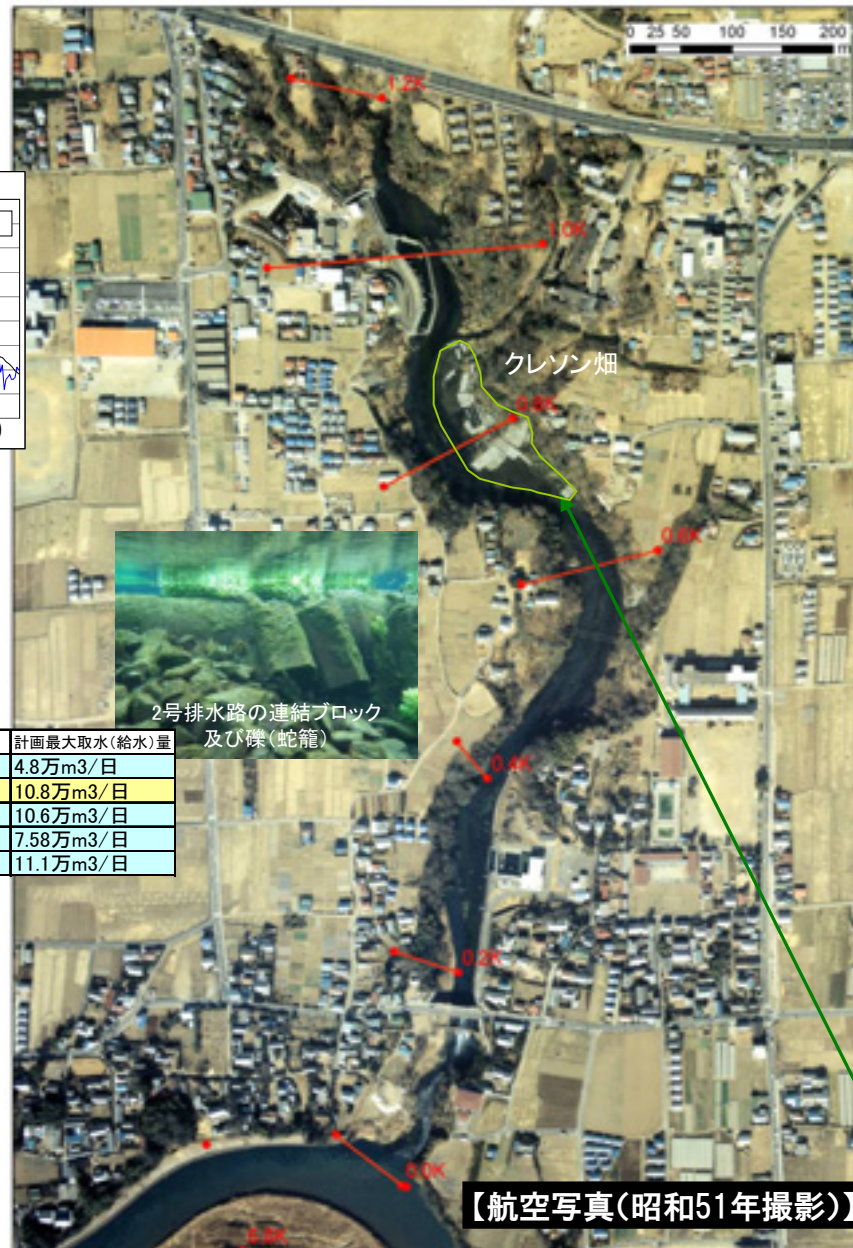 0 25 50 100 150 200
m
1.2K
1.0K
クレソン畑
0.8K
0.6K
2号排水路の連結ブロック
及び礫(蛇籠)
計画最大取水(給水)量
4.8万m3/日
10.8万m3/日
10.6万m3/日
7.58万m3/日
11.1万m3/日
0.4K
0.2K
0.0K
【航空写真(昭和51年撮影)】